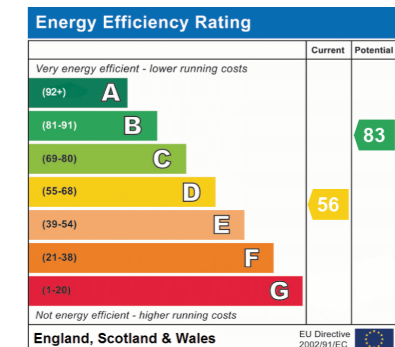 Energy Efficiency Rating
Current Potential
Very energy efficient - lower running costs
(92+) A
(81-91) B
83
(69-80) C
(55-68) D
56
(39-54) E
(21-38) F
(1-20) G
Not energy efficient - higher running costs
England, Scotland & Wales
EU Directive
2002/91/EC